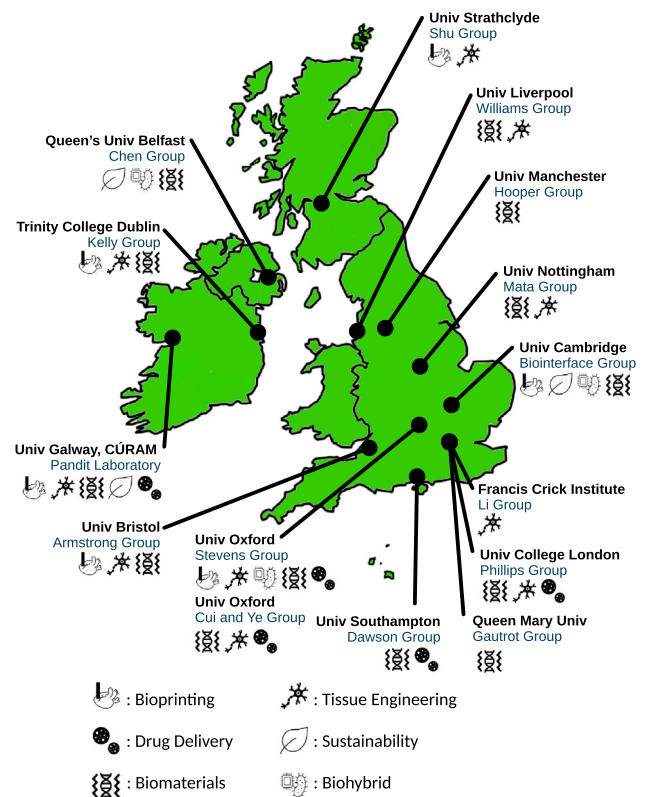 Univ Strathclyde
Shu Group
Univ Liverpool
Williams Group
Queen's Univ Belfast
Chen Group
Univ Manchester
Hooper Group
Trinity College Dublin
Kelly Group
Univ Nottingham
Mata Group
Univ Cambridge
Biointerface Group
Univ Galway, CÚRAM
Pandit Laboratory
Francis Crick Institute
Li Group
Univ Bristol
Armstrong Group
Univ Oxford
Stevens Group
Univ College London
Phillips Group
Univ Oxford
Cui and Ye Group
Univ Southampton
Dawson Group
Queen Mary Univ
Gautrot Group
: Bioprinting
: Tissue Engineering
: Drug Delivery
: Sustainability
: Biomaterials
: Biohybrid